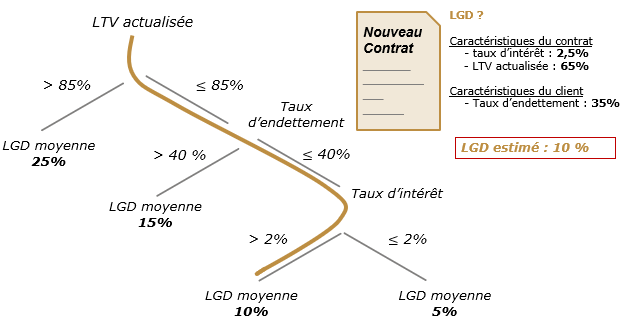 LTV actualisée
> 85%
≤ 85%
LGD moyenne
25%
Taux
d'endettement
> 40 %
≤ 40%
LGD moyenne
15%
Taux d'intérêt
> 2%
≤ 2%
LGD moyenne
10%
LGD moyenne
5%
Nouveau
Contrat
LGD ?
Caractéristiques du contrat
- taux d'intérêt : 2,5%
- LTV actualisée : 65%
Caractéristiques du client
- Taux d'endettement : 35%
LGD estimé : 10 %